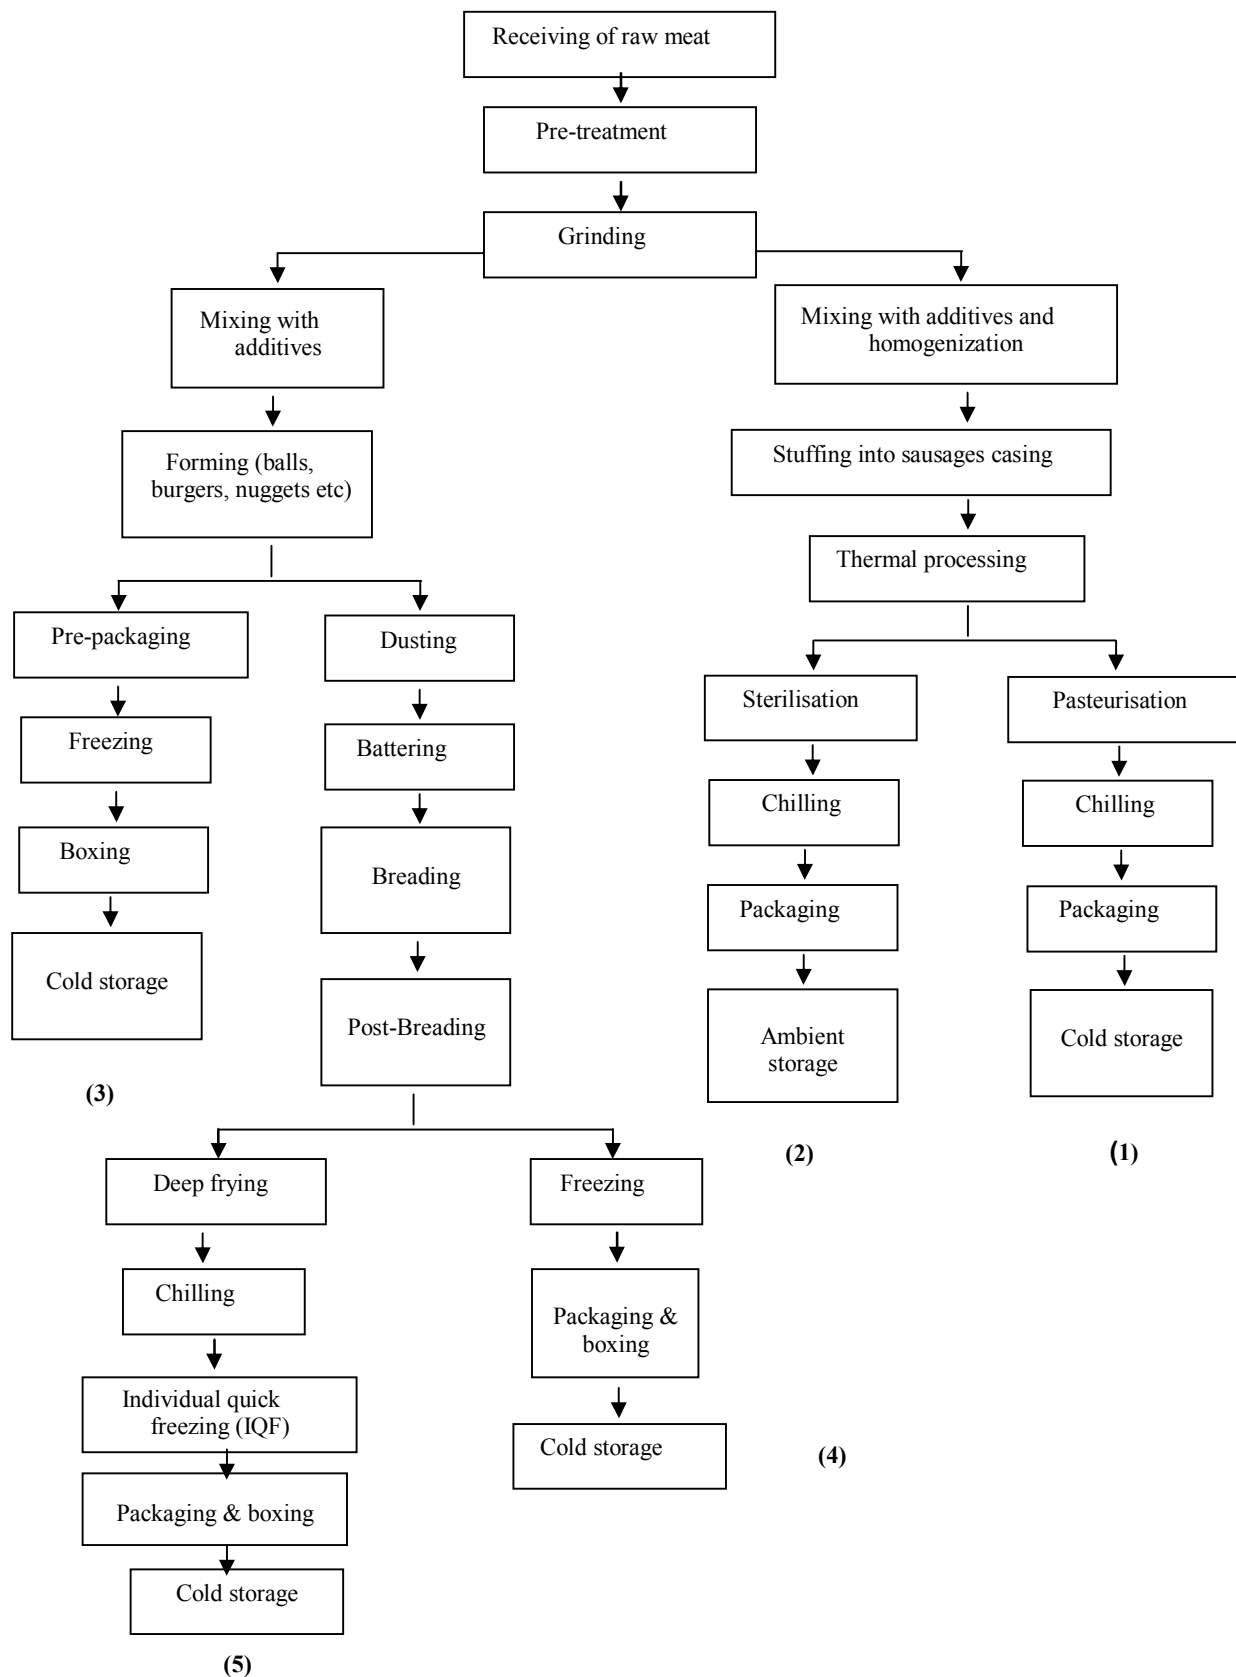 Receiving of raw meat
Pre-treatment
Grinding
Mixing with
additives
Mixing with additives and
homogenization
Forming (balls,
burgers, nuggets etc)
Stuffing into sausages casing
Thermal processing
Pre-packaging
Dusting
Sterilisation
Pasteurisation
Freezing
Battering
Chilling
Chilling
Boxing
Breading
Packaging
Packaging
Cold storage
Post-Breading
Ambient
storage
Cold storage
(3)
(2)
(1)
Deep frying
Freezing
Chilling
Packaging &
boxing
Individual quick
freezing (IQF)
Cold storage
(4)
Packaging & boxing
Cold storage
(5)